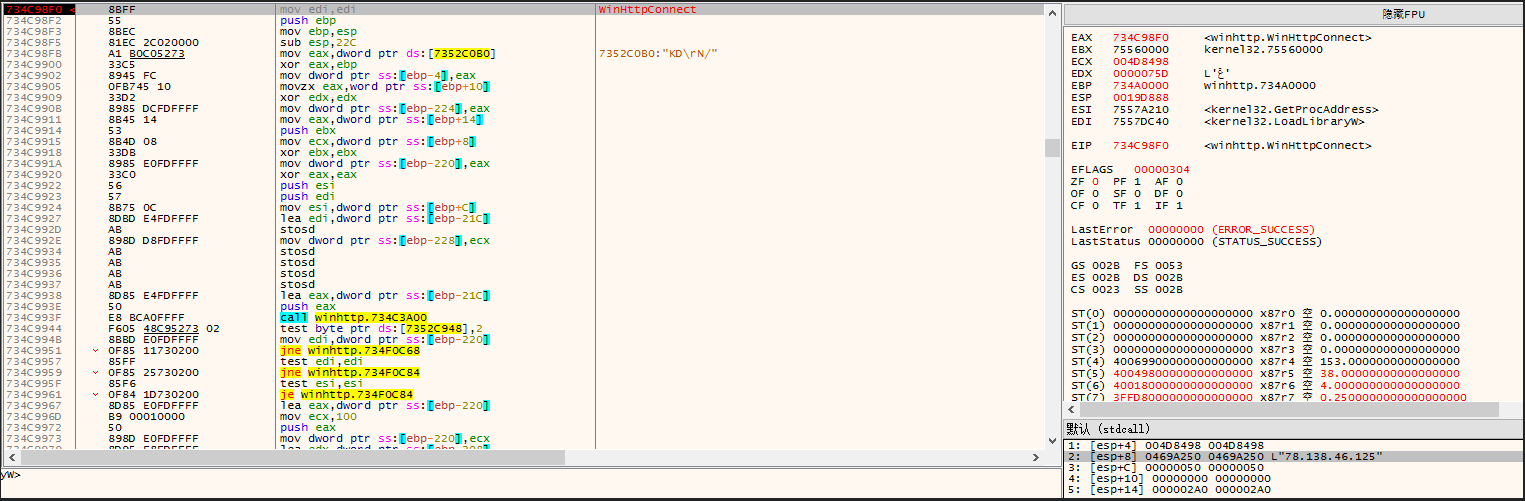 734C98F0 < 8BFF mov edi,edi WinHttpConnect
734C98F2 55 push ebp
734C98F3 8BEC mov ebp,esp
734C98F5 81EC 2C020000 sub esp,22C
734C98FB A1 B0C05273 mov eax,dword ptr ds:[7352C0B0] 7352C0B0:"KD\rN/"
734C9900 33C5 xor eax,ebp
734C9902 8945 FC mov dword ptr ss:[ebp-4],eax
734C9905 0FB745 10 movzx eax,word ptr ss:[ebp+10]
734C9909 33D2 xor edx,edx
734C990B 8985 DCFDFFFF mov dword ptr ss:[ebp-224],eax
734C9911 8B45 14 mov eax,dword ptr ss:[ebp+14]
734C9914 53 push ebx
734C9915 8B4D 08 mov ecx,dword ptr ss:[ebp+8]
734C9918 33DB xor ebx,ebx
734C991A 8985 E0FDFFFF mov dword ptr ss:[ebp-220],eax
734C9920 33C0 xor eax,eax
734C9922 56 push esi
734C9923 57 push edi
734C9924 8B75 0C mov esi,dword ptr ss:[ebp+C]
734C9927 8DBD E4FDFFFF lea edi,dword ptr ss:[ebp-21C]
734C992D AB stosd
734C992E 898D D8FDFFFF mov dword ptr ss:[ebp-228],ecx
734C9934 AB stosd
734C9935 AB stosd
734C9936 AB stosd
734C9937 AB stosd
734C9938 8D85 E4FDFFFF lea eax,dword ptr ss:[ebp-21C]
734C993E 50 push eax
734C993F E8 BCA0FFFF call winhttp.734C3A00
734C9944 F605 48C95273 02 test byte ptr ds:[7352C948],2
734C994B 8BBD E0FDFFFF mov edi,dword ptr ss:[ebp-220]
734C9951 0F85 11730200 jne winhttp.734F0C68
734C9957 85FF test edi,edi
734C9959 0F85 25730200 jne winhttp.734F0C84
734C995F 85F6 test esi,esi
734C9961 0F84 1D730200 je winhttp.734F0C84
734C9967 8D85 E0FDFFFF lea eax,dword ptr ss:[ebp-220]
734C996D B9 00010000 mov ecx,100
734C9972 50 push eax
734C9973 898D E0FDFFFF mov dword ptr ss:[ebp-220],ecx
yW>
隐藏FPU
EAX 734C98F0 <winhttp.WinHttpConnect>
EBX 75560000 kernel32.75560000
ECX 004D8498
EDX 0000075D
EBP 734A0000 winhttp.734A0000
ESP 0019D888
ESI 7557A210 <kernel32.GetProcAddress>
EDI 7557DC40 <kernel32.LoadLibraryW>
EIP 734C98F0 <winhttp.WinHttpConnect>
EFLAGS 00000304
ZF 0 PF 1 AF 0
OF 0 SF 0 DF 0
CF 0 TF 1 IF 1
LastError 00000000 (ERROR_SUCCESS)
LastStatus 00000000 (STATUS_SUCCESS)
GS 002B FS 0053
ES 002B DS 002B
CS 0023 SS 002B
ST(0) 00000000000000000000 x87r0 空 0.000000000000000000
ST(1) 00000000000000000000 x87r1 空 0.000000000000000000
ST(2) 00000000000000000000 x87r2 空 0.000000000000000000
ST(3) 00000000000000000000 x87r3 空 0.000000000000000000
ST(4) 40069900000000000000 x87r4 空 153.0000000000000000
ST(5) 40049800000000000000 x87r5 空 38.00000000000000000
ST(6) 40018000000000000000 x87r6 空 4.000000000000000000
ST(7) 3FFD8000000000000000 x87r7 空 0.250000000000000000
默认 (stdcall)
1: [esp+4] 004D8498 004D8498
2: [esp+8] 0469A250 0469A250 L"78.138.46.125"
3: [esp+C] 00000050 00000050
4: [esp+10] 00000000 00000000
5: [esp+14] 000002A0 000002A0